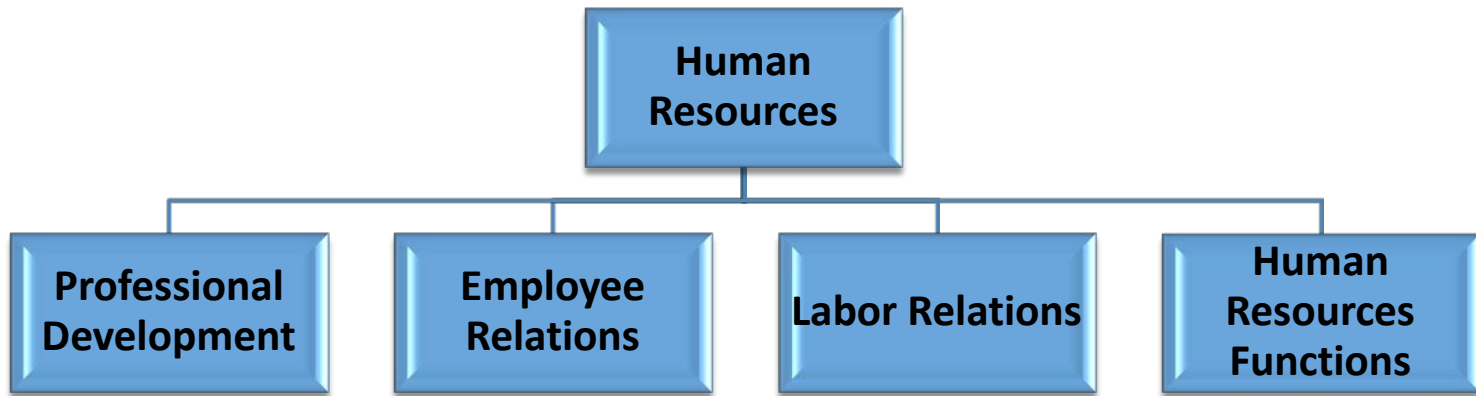 Human
Resources
Professional
Development
Employee
Relations
Labor Relations
Human
Resources
Functions